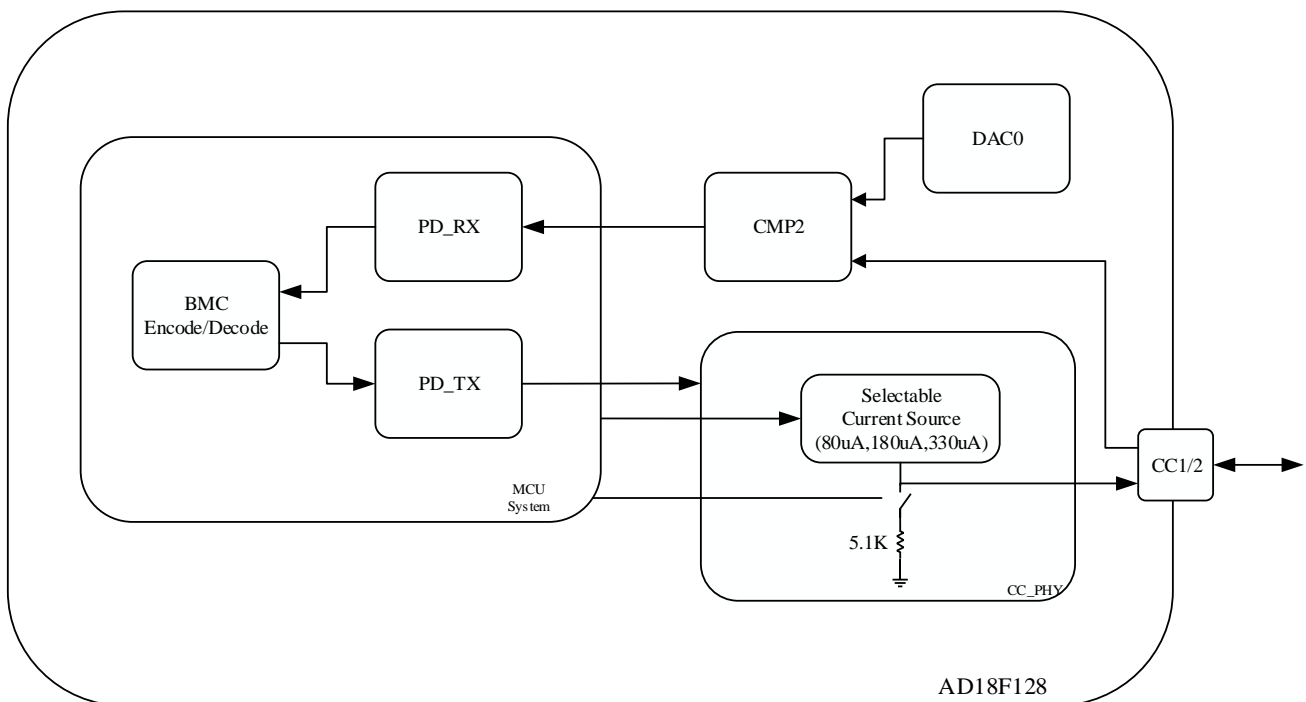 DAC0
PD_RX
CMP2
BMC
Encode/Decode
PD_TX
Selectable
Current Source
(80uA,180uA,330uA)
CC1/2
MCU
System
5.1K
CC_PHY
AD18F128